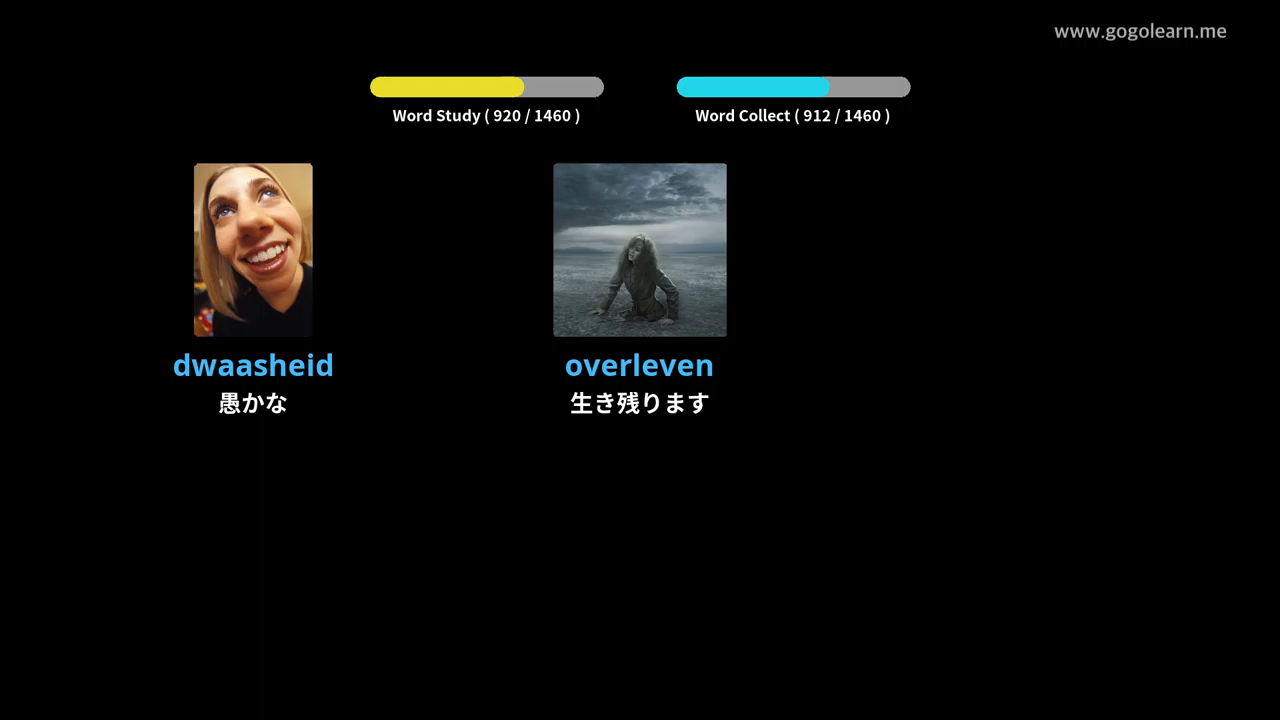 www.gogolearn.me
Word Study ( 920 / 1460 )
Word Collect ( 912 / 1460 )
dwaasheid
愚かな
overleven
生き残ります